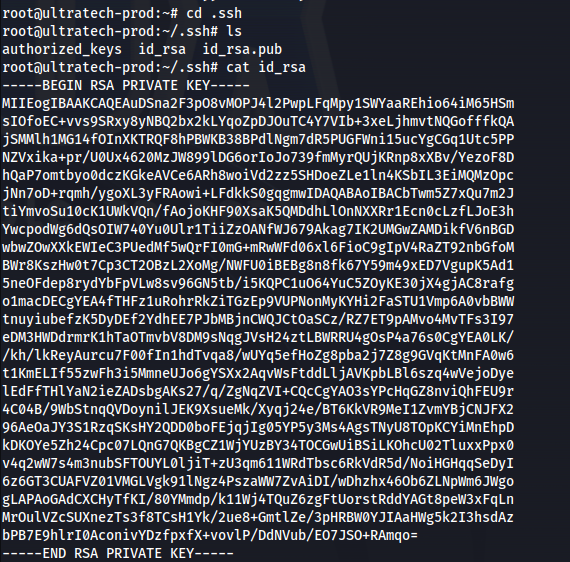 root@ultratech-prod:~# cd .ssh
root@ultratech-prod:~/.ssh# ls
authorized_keys  id_rsa  id_rsa.pub
root@ultratech-prod:~/.ssh# cat id_rsa
-----BEGIN RSA PRIVATE KEY-----
MIIEogIBAAKCAQEAuDSna2F3pO8vMOPJ4l2PwpLFqMpy1SWYaaREhio64iM65HSm
sIOfoEC+vvs9SRxy8yNBQ2bx2kLYqoZpDJOuTC4Y7VIb+3xeLjhmvtNQGofffkQA
jSMMlh1MG14fOInXKTRQF8hPBWKB38BPdlNgm7dR5PUGFWni15ucYgCGq1Utc5PP
NZVxika+pr/U0Ux4620MzJW899lDG6orIoJo739fmMyrQUjKRnp8xXBv/YezoF8D
hQaP7omtbyo0dczKGkeAVCe6ARh8woiVd2zz5SHDoeZLe1ln4KSbIL3EiMQMzOpc
jNn7oD+rqmh/ygoXL3yFRAowi+LFdkkS0gqgmwIDAQABAoIBACbTwm5Z7xQu7m2J
tiYmvoSu10cK1UWkVQn/fAojoKHF90XsaK5QMDdhLlOnNXXRr1Ecn0cLzfLJoE3h
YwcpodWg6dQsOIW740Yu0Ulr1TiiZzOANfWJ679Akag7IK2UMGwZAMDikfV6nBGD
wbwZOwXXkEWIeC3PUedMf5wQrFI0mG+mRwWFd06xl6FioC9gIpV4RaZT92nbGfoM
BWr8KszHw0t7Cp3CT2OBzL2XoMg/NWFU0iBEBg8n8fk67Y59m49xED7VgupK5Ad1
5neOFdep8rydYbFpVLw8sv96GN5tb/i5KQPC1uO64YuC5ZOyKE30jX4gjAC8rafg
o1macDECgYEA4fTHFz1uRohrRkZiTGzEp9VUPNonMyKYHi2FaSTU1Vmp6A0vbBWW
tnuyiubefzK5DyDEf2YdhEE7PJbMBjnCWQJCtOaSCz/RZ7ET9pAMvo4MvTFs3I97
eDM3HWDdrmrK1hTaOTmvbV8DM9sNqgJVsH24ztLBWRRU4gOsP4a76s0CgYEA0LK/
/kh/lkReyAurcu7F00fIn1hdTvqa8/wUYq5efHoZg8pba2j7Z8g9GVqKtMnFA0w6
t1KmELIf55zwFh3i5MmneUJo6gYSXx2AqvWsFtddLljAVKpbLBl6szq4wVejoDye
lEdFfTHlYaN2ieZADsbgAKs27/q/ZgNqZVI+CQcCgYAO3sYPcHqGZ8nviQhFEU9r
4C04B/9WbStnqQVDoynilJEK9XsueMk/Xyqj24e/BT6KkVR9MeI1ZvmYBjCNJFX2
96AeOaJY3S1RzqSKsHY2QDD0boFEjqjIg05YP5y3Ms4AgsTNyU8TOpKCYiMnEhpD
kDKOYe5Zh24Cpc07LQnG7QKBgCZ1WjYUzBY34TOCGwUiBSiLKOhcU02TluxxPpx0
v4q2wW7s4m3nubSFTOUYL0ljiT+zU3qm611WRdTbsc6RkVdR5d/NoiHGHqqSeDyI
6z6GT3CUAFVZ01VMGLVgk91lNgz4PszaWW7ZvAiDI/wDhzhx46Ob6ZLNpWm6JWgo
gLAPAoGAdCXCHyTfKI/80YMmdp/k11Wj4TQuZ6zgFtUorstRddYAGt8peW3xFqLn
MrOulVZcSUXnezTs3f8TCsH1Yk/2ue8+GmtlZe/3pHRBW0YJIAaHWg5k2I3hsdAz
bPB7E9hlrI0AconivYDzfpxfX+vovlP/DdNVub/EO7JSO+RAmqo=
-----END RSA PRIVATE KEY-----